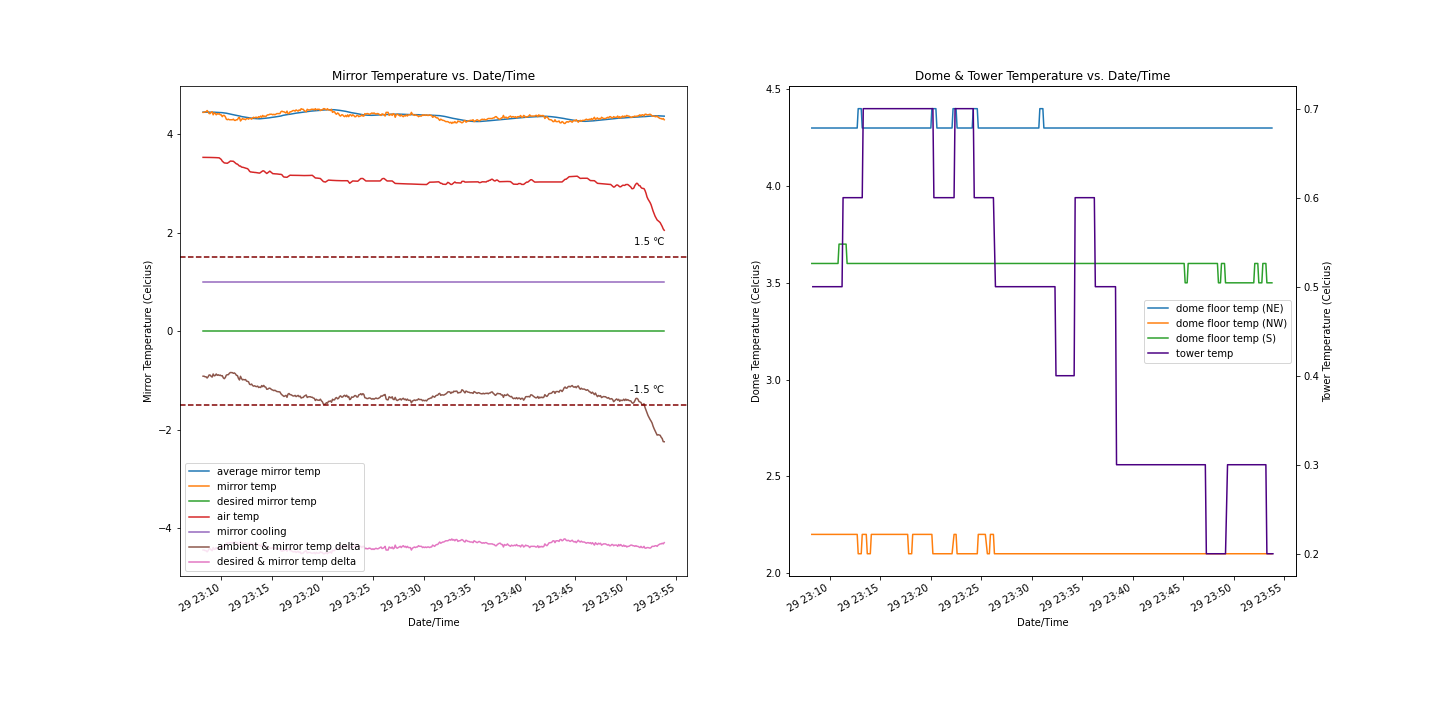 Mirror Temperature vs. Date/Time
Mirror Temperature (Celcius)
4
2
0
−2
−4
1.5 °C
-1.5 °C
average mirror temp
mirror temp
desired mirror temp
air temp
mirror cooling
ambient & mirror temp delta
desired & mirror temp delta
29 23:10
29 23:15
29 23:20
29 23:25
29 23:30
29 23:35
29 23:40
29 23:45
29 23:50
29 23:55
Date/Time
Dome & Tower Temperature vs. Date/Time
Dome Temperature (Celcius)
4.5
4.0
3.5
3.0
2.5
2.0
dome floor temp (NE)
dome floor temp (NW)
dome floor temp (S)
tower temp
0.7
0.6
0.5
0.4
0.3
0.2
Tower Temperature (Celcius)
29 23:10
29 23:15
29 23:20
29 23:25
29 23:30
29 23:35
29 23:40
29 23:45
29 23:50
29 23:55
Date/Time